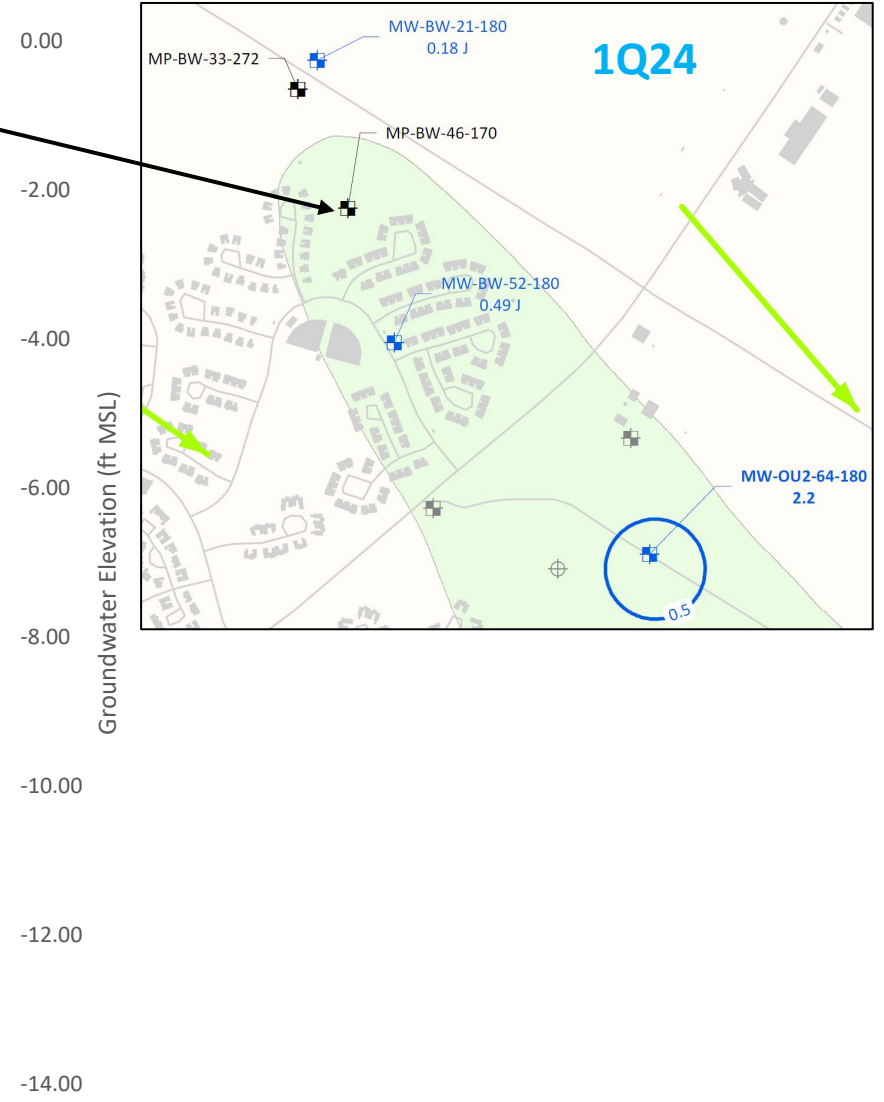 0.00
-2.00
-4.00
-6.00
-8.00
-10.00
-12.00
-14.00
Groundwater Elevation (ft MSL)
1Q24
MW-BW-21-180
0.18 J
MP-BW-33-272
MP-BW-46-170
MW-BW-52-180
0.49 J
MW-OU2-64-180
2.2
0.5